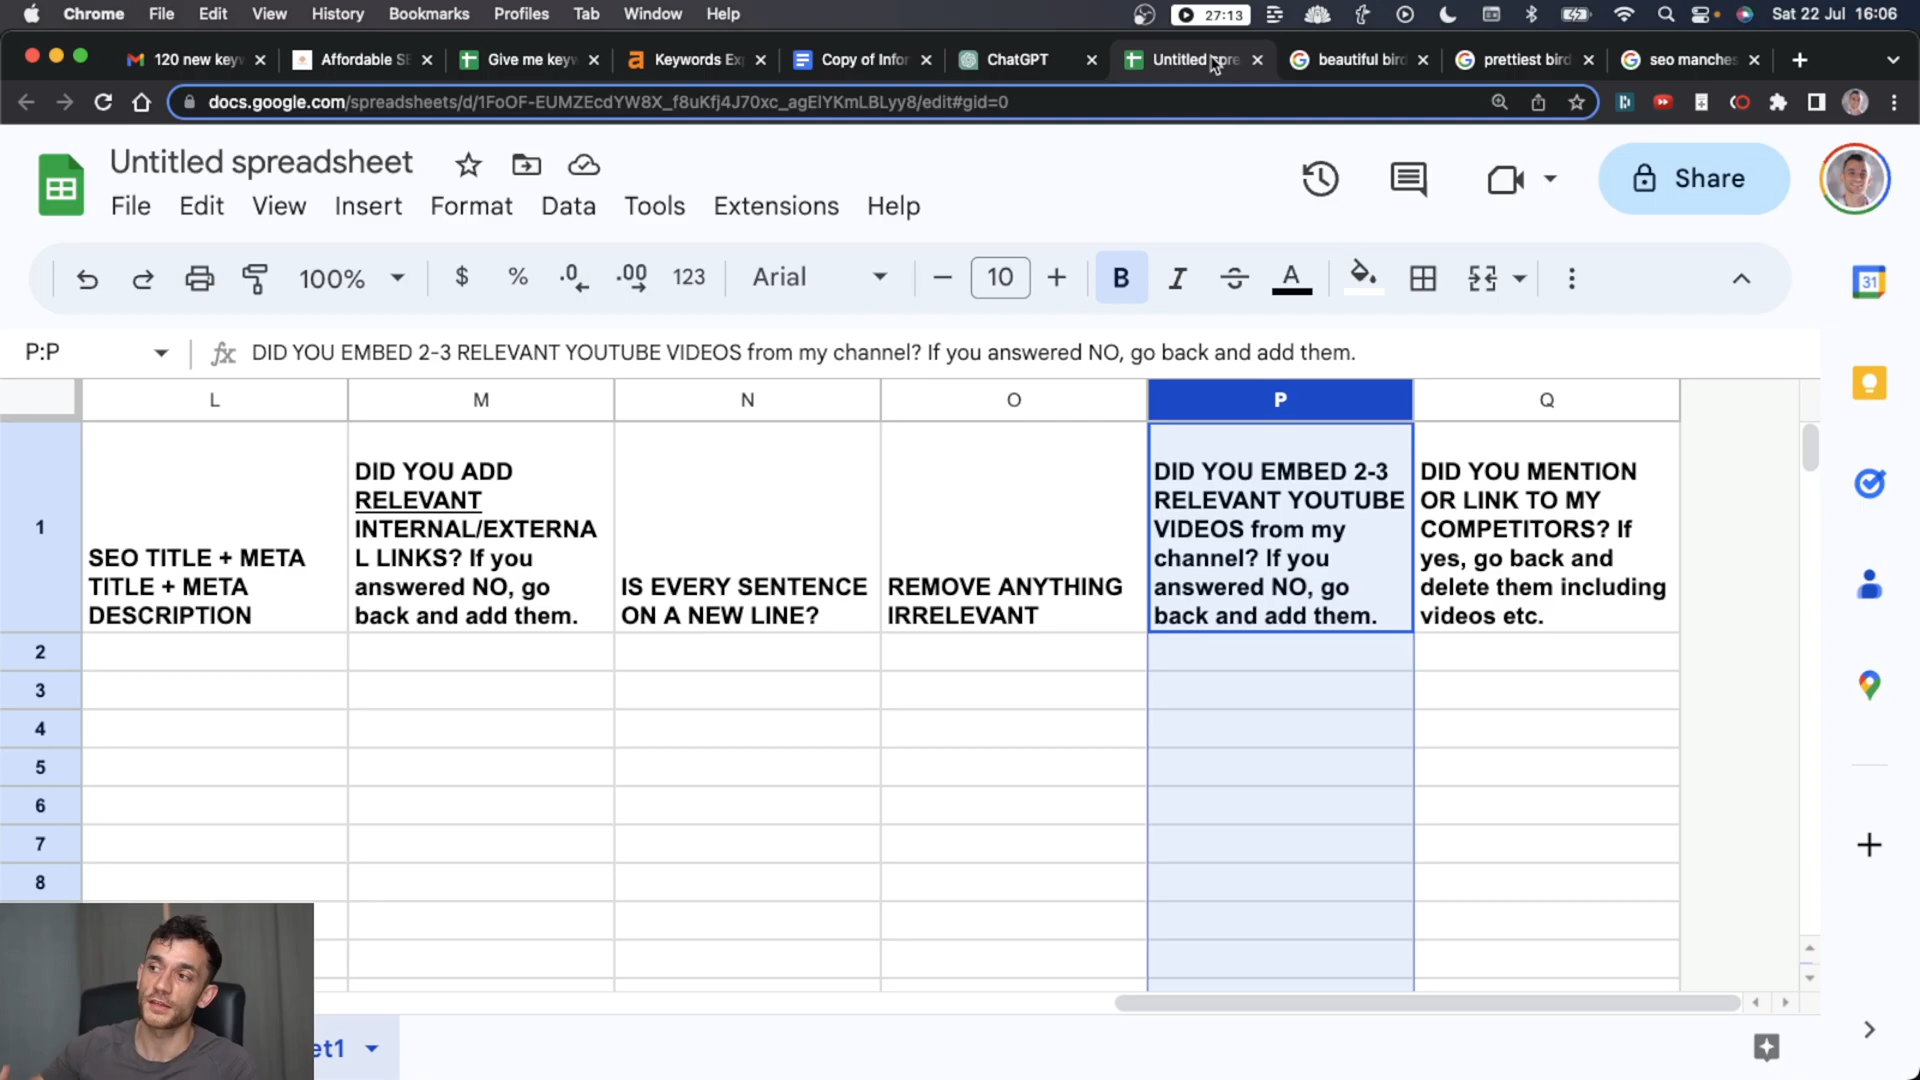 Chrome File Edit View History Bookmarks Profiles Tab Window Help 27:13 Sat 22 Jul 16:06
120 new keyw Affordable SE Give me keyw Keywords Exp Copy of Infor ChatGPT Untitled spre beautiful bird prettiest bird seo manches
docs.google.com/spreadsheets/d/1FoOF-EUMZEcdYW8X_f8uKfj4J70xc_agElYKmLBLyy8/edit#gid=0
Untitled spreadsheet
File Edit View Insert Format Data Tools Extensions Help
Share
100% $ % .0 .00 123 Arial 10 B I A
31
P:P fx DID YOU EMBED 2-3 RELEVANT YOUTUBE VIDEOS from my channel? If you answered NO, go back and add them.
L M N O P Q
1
SEO TITLE + META
TITLE + META
DESCRIPTION
DID YOU ADD
RELEVANT
INTERNAL/EXTERNA
L LINKS? If you
answered NO, go
back and add them.
IS EVERY SENTENCE
ON A NEW LINE?
REMOVE ANYTHING
IRRELEVANT
DID YOU EMBED 2-3
RELEVANT YOUTUBE
VIDEOS from my
channel? If you
answered NO, go
back and add them.
DID YOU MENTION
OR LINK TO MY
COMPETITORS? If
yes, go back and
delete them including
videos etc.
2
3
4
5
6
7
8
et1